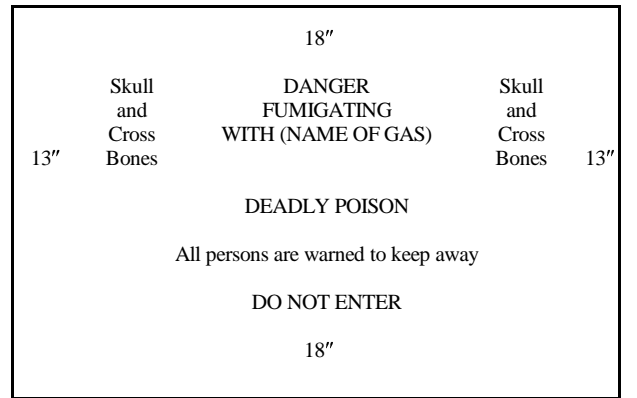 18″
Skull DANGER Skull
and FUMIGATING and
Cross WITH (NAME OF GAS) Cross
13″ Bones Bones 13″
DEADLY POISON
All persons are warned to keep away
DO NOT ENTER
18″